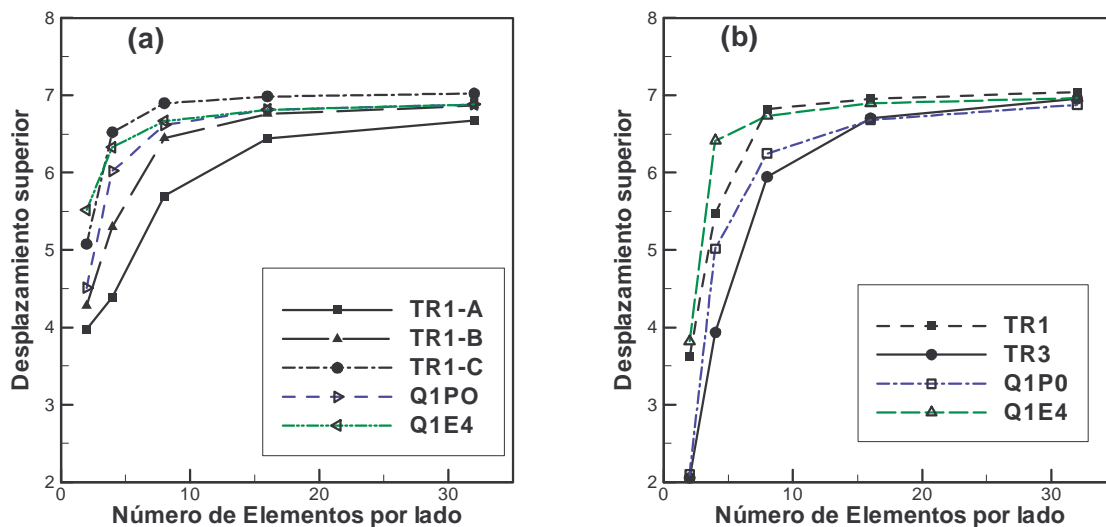 (a)
Desplazamiento superior
8
7
6
5
4
3
2
0
10
20
30
Número de Elementos por lado
TR1-A
TR1-B
TR1-C
Q1PO
Q1E4
(b)
Desplazamiento superior
8
7
6
5
4
3
2
0
10
20
30
Número de Elementos por lado
TR1
TR3
Q1P0
Q1E4